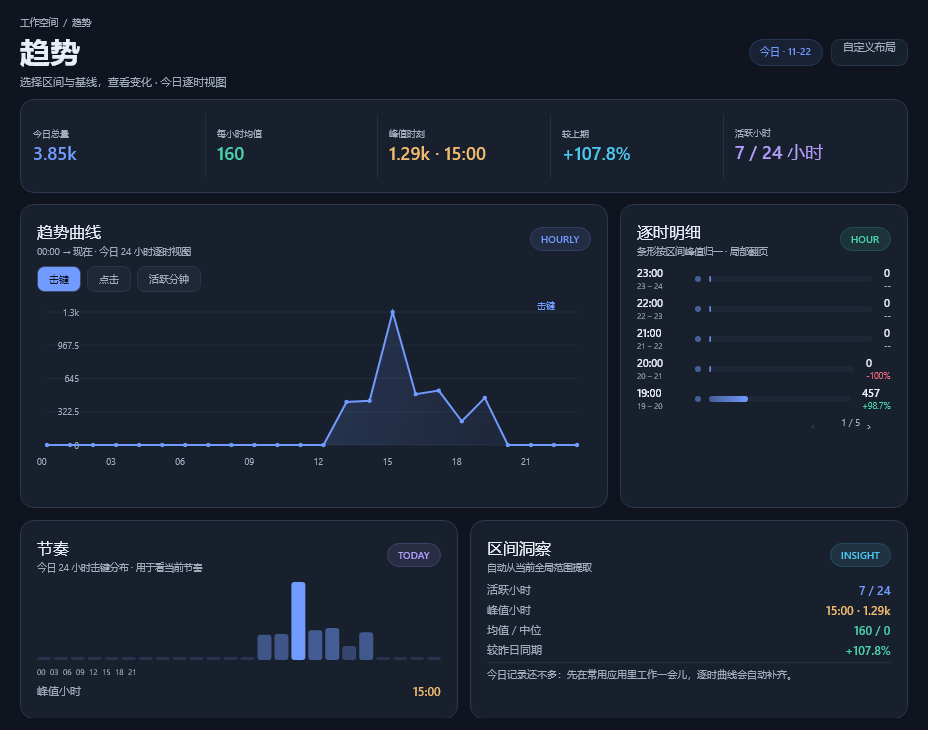 工作空间 / 趋势
趋势
选择区间与基线，查看变化 · 今日逐时视图
今日 · 11-22
自定义布局
今日总量
3.85k
每小时均值
160
峰值时刻
1.29k · 15:00
较上期
+107.8%
活跃小时
7 / 24 小时
趋势曲线
00:00 → 现在 · 今日 24 小时逐时视图
HOURLY
击键
点击
活跃分钟
击键
1.3k
967.5
645
322.5
0
00 03 06 09 12 15 18 21
逐时明细
条形按区间峰值归一 · 局部翻页
HOUR
23:00 0
23 – 24 --
22:00 0
22 – 23 --
21:00 0
21 – 22 --
20:00 0
20 – 21 -100%
19:00 457
19 – 20 +98.7%
‹ 1 / 5 ›
节奏
今日 24 小时击键分布 · 用于看当前节奏
TODAY
00 03 06 09 12 15 18 21
峰值小时 15:00
区间洞察
自动从当前全局范围提取
INSIGHT
活跃小时 7 / 24
峰值小时 15:00 · 1.29k
均值 / 中位 160 / 0
较昨日同期 +107.8%
今日记录还不多：先在常用应用里工作一会儿，逐时曲线会自动补齐。